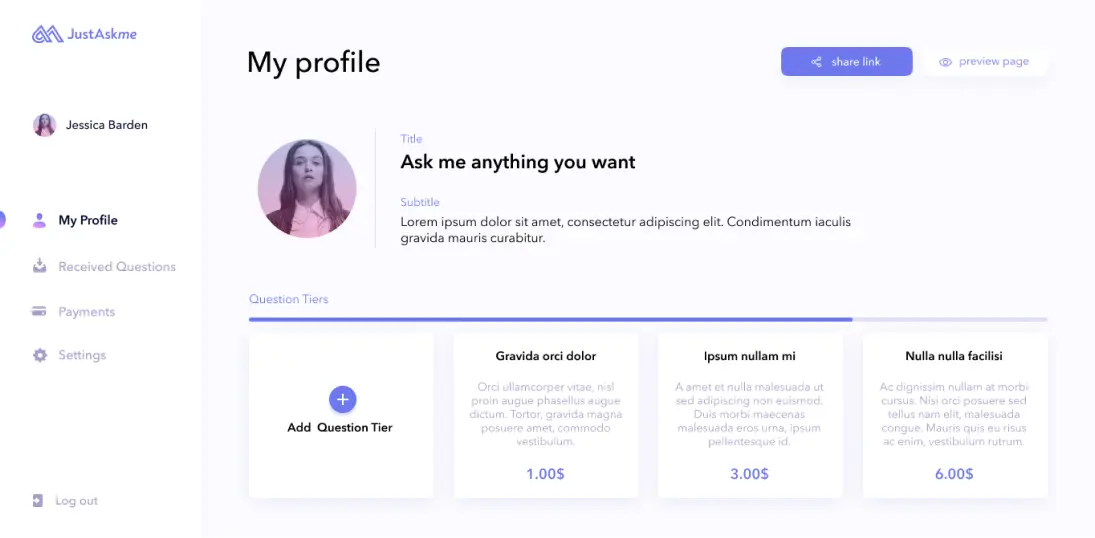 JustAskme
My profile
share link
preview page
Jessica Barden
Title
Ask me anything you want
Subtitle
Lorem ipsum dolor sit amet, consectetur adipiscing elit. Condimentum iaculis
gravida mauris curabitur.
My Profile
Received Questions
Payments
Settings
Log out
Question Tiers
Add Question Tier
Gravida orci dolor
Orci ullamcorper vitae, nisl
proin augue phasellus augue
dictum. Tortor, gravida magna
posuere amet, commodo
vestibulum.
1.00$
Ipsum nullam mi
A amet et nulla malesuada ut
sed adipiscing non euismod.
Duis morbi maecenas
malesuada eros urna, ipsum
pellentesque id.
3.00$
Nulla nulla facilisi
Ac dignissim nullam at morbi
cursus. Nisi orci posuere sed
tellus nam elit, malesuada
congue. Mauris quis eu risus
ac enim, vestibulum rutrum.
6.00$